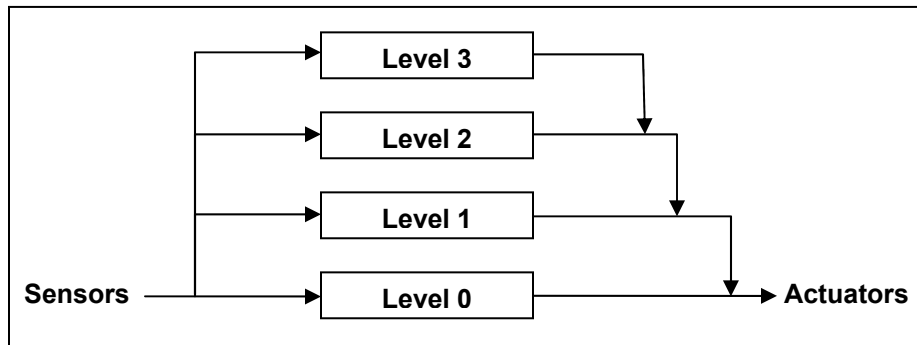 Level 3
Level 2
Level 1
Sensors
Level 0
Actuators